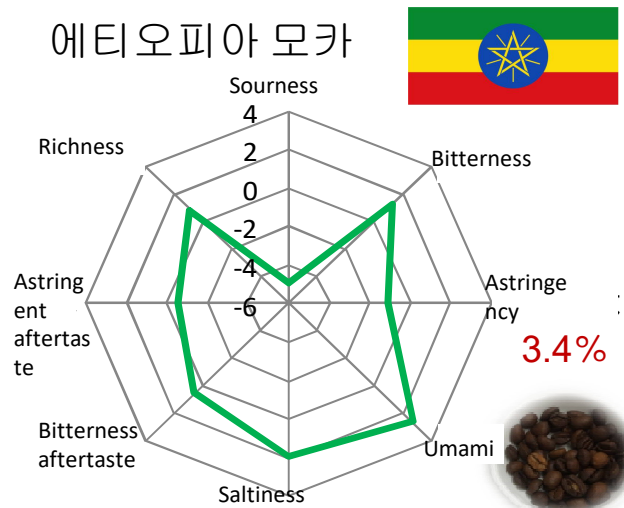 에티오피아 모카
Sourness
4
2
0
-2
-4
-6
Richness
Bitterness
Astring
ent
aftertas
te
Astringe
ncy
3.4%
Bitterness
aftertaste
Umami
Saltiness